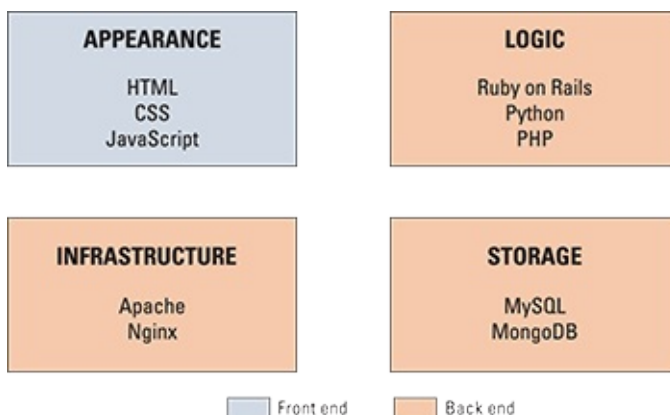 APPEARANCE
HTML
CSS
JavaScript
LOGIC
Ruby on Rails
Python
PHP
INFRASTRUCTURE
Apache
Nginx
STORAGE
MySQL
MongoDB
Front end
Back end